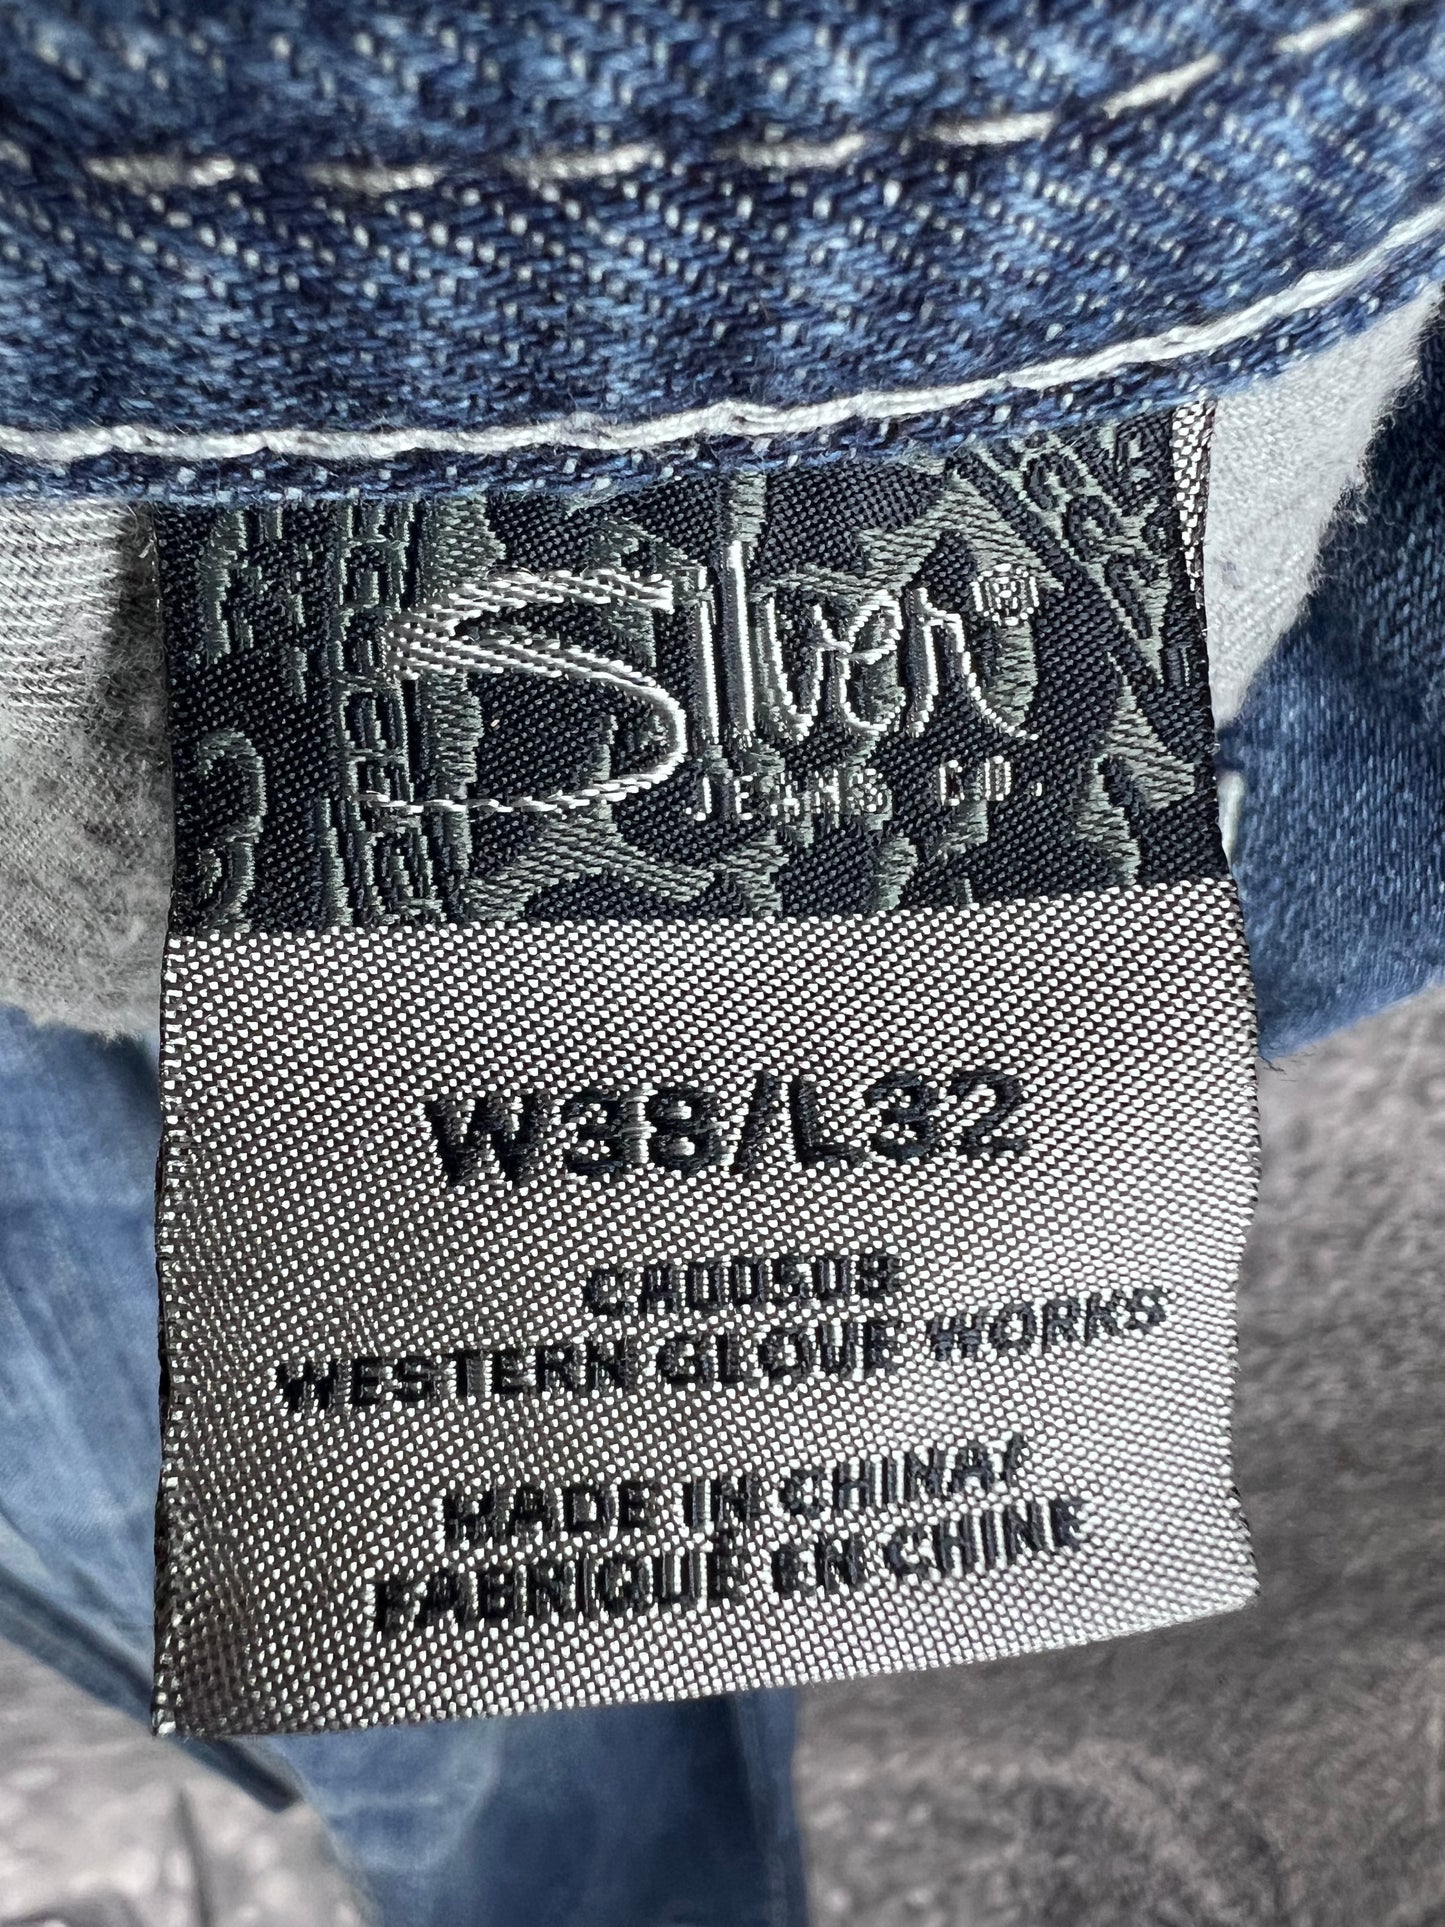 Silver®
JEANS CO.
W38/L32
CA00508
WESTERN GLOVE WORKS
MADE IN CHINA/
FABRIQUÉ EN CHINE